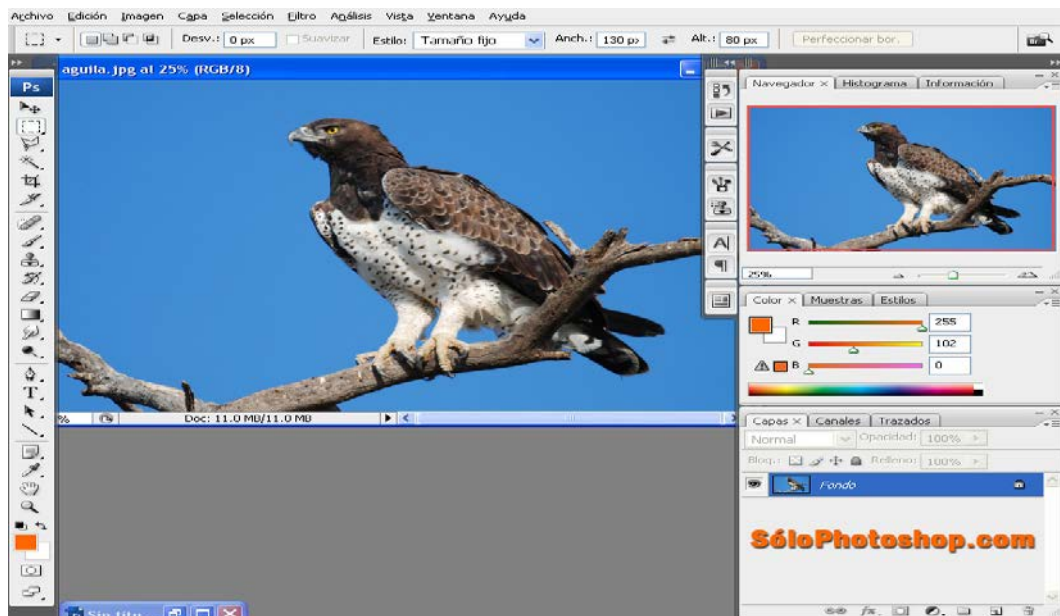 Archivo Edición Imagen Capa Selección Filtro Análisis Vista Ventana Ayuda
Desv.: 0 px Suavizar Estilo: Tamaño fijo Anch.: 130 px Alt.: 80 px Perfeccionar bor.
aguila.jpg al 25% (RGB/8)
Ps
Navegador × Histograma Información
25%
Color × Muestras Estilos
R 255
G 102
B 0
% Doc: 11.0 MB/11.0 MB
Capas × Canales Trazados
Normal Opacidad: 100%
Bloq.: Relleno: 100%
Fondo
SóloPhotoshop.com
Sin títu...